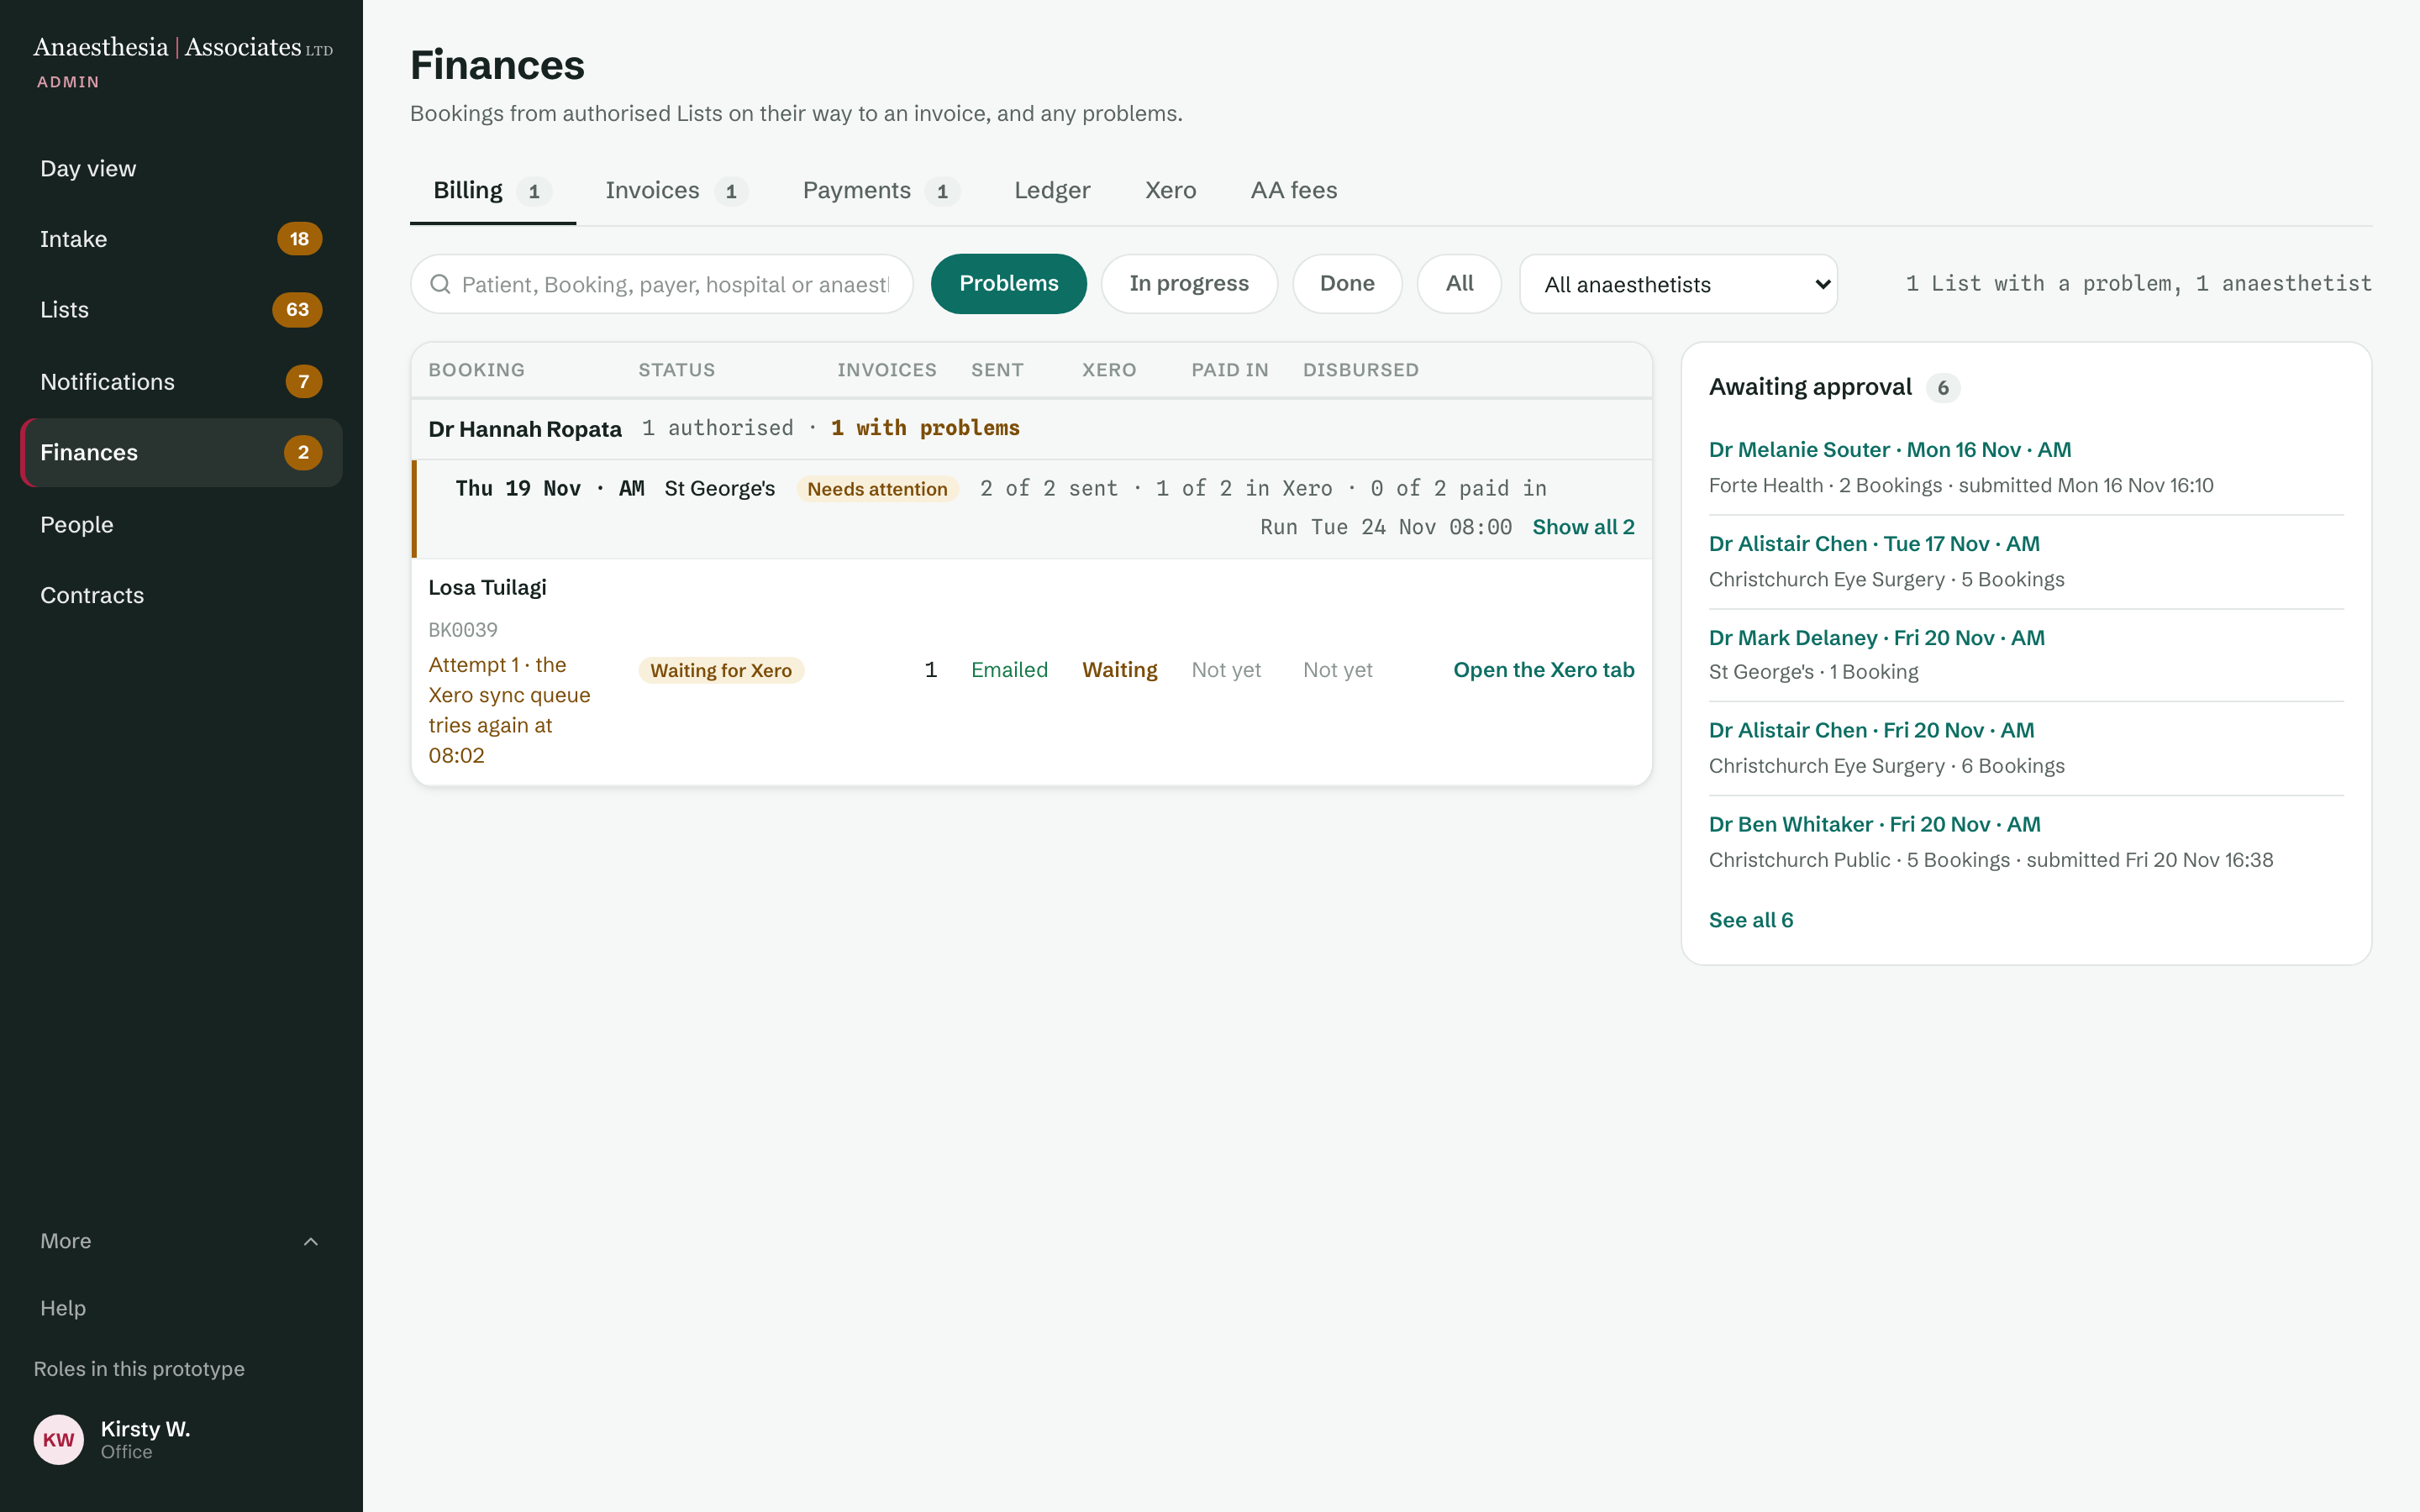 Anaesthesia | Associates LTD
ADMIN
Day view
Intake 18
Lists 63
Notifications 7
Finances 2
People
Contracts
More
Help
Roles in this prototype
KW
Kirsty W.
Office
Finances
Bookings from authorised Lists on their way to an invoice, and any problems.
Billing 1 Invoices 1 Payments 1 Ledger Xero AA fees
Patient, Booking, payer, hospital or anaest Problems In progress Done All All anaesthetists 1 List with a problem, 1 anaesthetist
BOOKING STATUS INVOICES SENT XERO PAID IN DISBURSED
Dr Hannah Ropata 1 authorised · 1 with problems
Thu 19 Nov · AM St George's Needs attention 2 of 2 sent · 1 of 2 in Xero · 0 of 2 paid in
Run Tue 24 Nov 08:00 Show all 2
Losa Tuilagi
BK0039
Attempt 1 · the
Xero sync queue
tries again at
08:02
Waiting for Xero 1 Emailed Waiting Not yet Not yet Open the Xero tab
Awaiting approval 6
Dr Melanie Souter · Mon 16 Nov · AM
Forte Health · 2 Bookings · submitted Mon 16 Nov 16:10
Dr Alistair Chen · Tue 17 Nov · AM
Christchurch Eye Surgery · 5 Bookings
Dr Mark Delaney · Fri 20 Nov · AM
St George's · 1 Booking
Dr Alistair Chen · Fri 20 Nov · AM
Christchurch Eye Surgery · 6 Bookings
Dr Ben Whitaker · Fri 20 Nov · AM
Christchurch Public · 5 Bookings · submitted Fri 20 Nov 16:38
See all 6